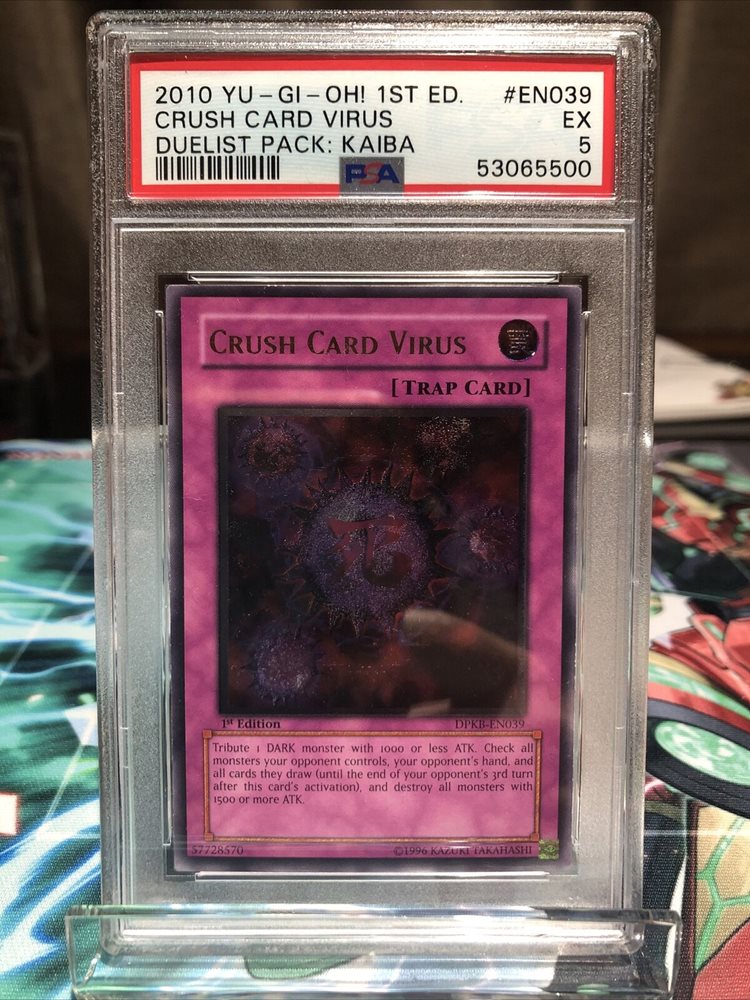 2010 YU-GI-OH! 1ST ED. #EN039
CRUSH CARD VIRUS EX
DUELIST PACK: KAIBA 5
PSA 53065500
CRUSH CARD VIRUS
[TRAP CARD]
死
1st Edition DPKB-EN039
Tribute 1 DARK monster with 1000 or less ATK. Check all
monsters your opponent controls, your opponent's hand, and
all cards they draw (until the end of your opponent's 3rd turn
after this card's activation), and destroy all monsters with
1500 or more ATK.
57728570 ©1996 KAZUKI TAKAHASHI